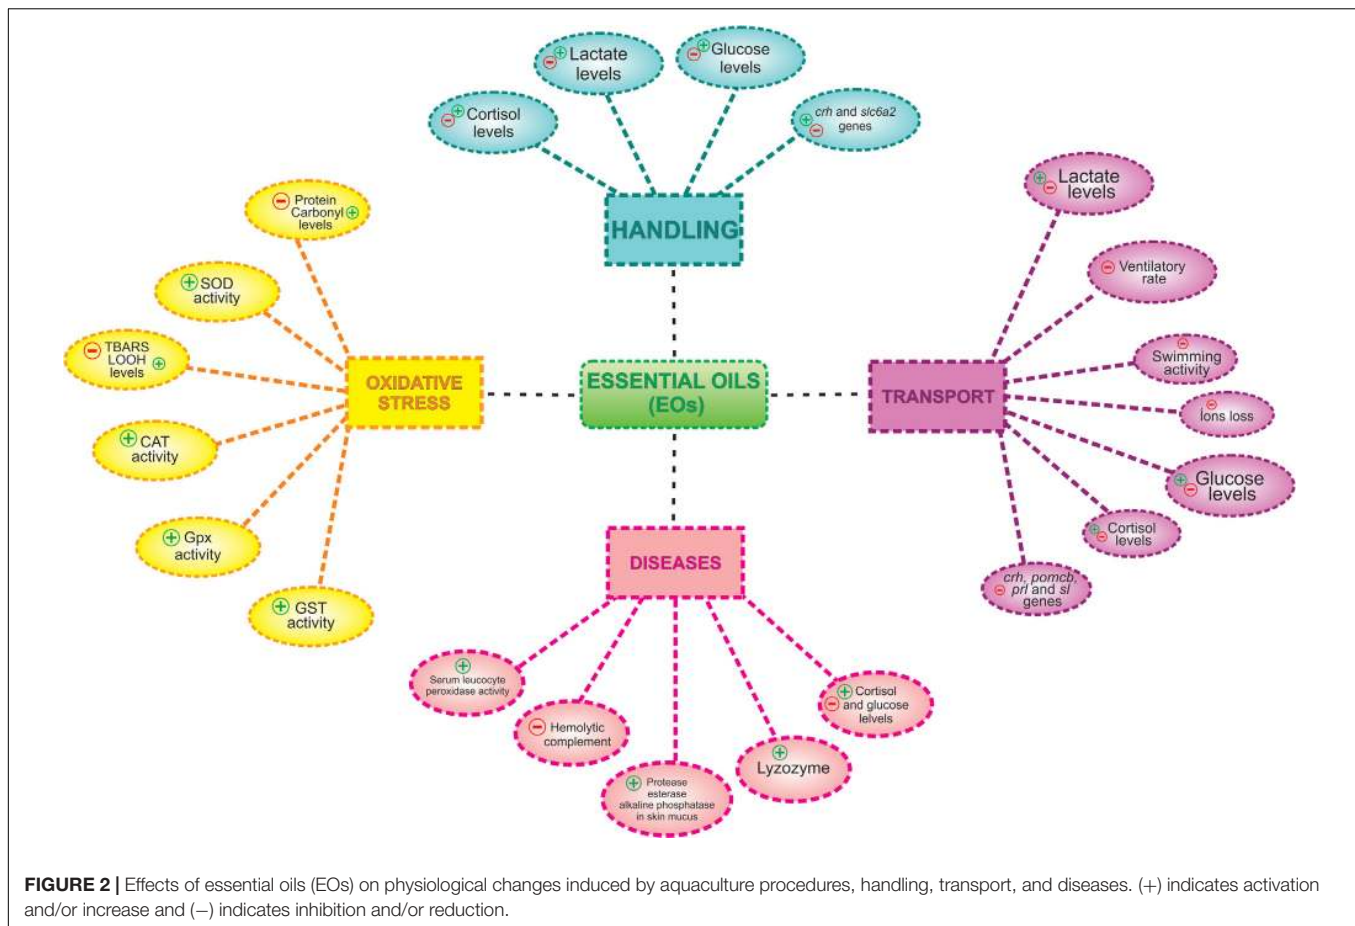 ⊖⊕ Lactate
levels
⊖⊕ Glucose
levels
⊖⊕ Cortisol
levels
⊕⊖ crh and slc6a2
genes
HANDLING
⊕⊖ Lactate
levels
⊖ Ventilatory
rate
⊖
Swimming
activity
⊖
Íons loss
⊕⊖ Glucose
levels
⊕⊖ Cortisol
levels
crh, pomcb,
⊖ prl and sl
genes
TRANSPORT
ESSENTIAL OILS
(EOs)
OXIDATIVE
STRESS
⊖ Protein
Carbonyl ⊕
levels
⊕ SOD
activity
⊖ TBARS
LOOH
levels ⊕
⊕ CAT
activity
⊕ Gpx
activity
⊕ GST
activity
DISEASES
⊕
Serum leucocyte
peroxidase activity
⊖ Hemolytic
complement
⊕ Protease
esterase
alkaline phosphatase
in skin mucus
⊕
Lyzozyme
⊕ Cortisol
⊖ and glucose
lelvels
FIGURE 2 | Effects of essential oils (EOs) on physiological changes induced by aquaculture procedures, handling, transport, and diseases. (+) indicates activation
and/or increase and (−) indicates inhibition and/or reduction.